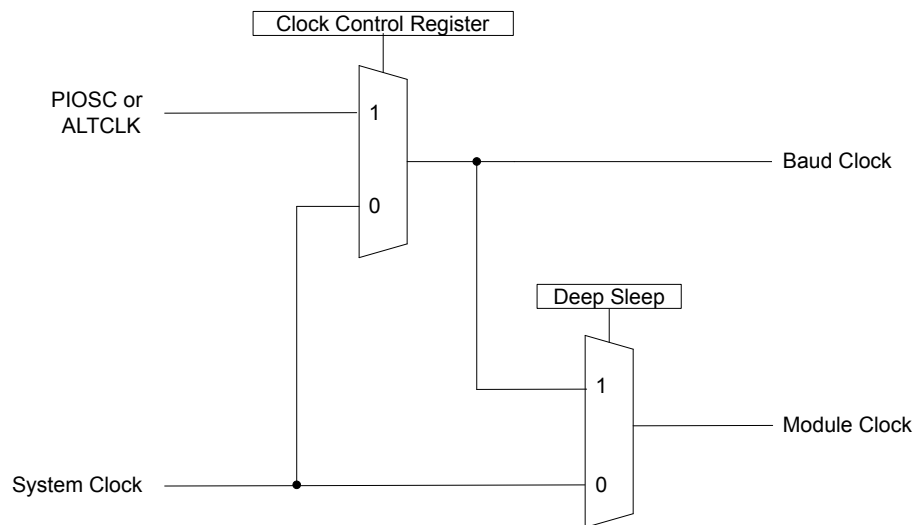 Clock Control Register
PIOSC or
ALTCLK
1
Baud Clock
0
Deep Sleep
1
Module Clock
System Clock
0